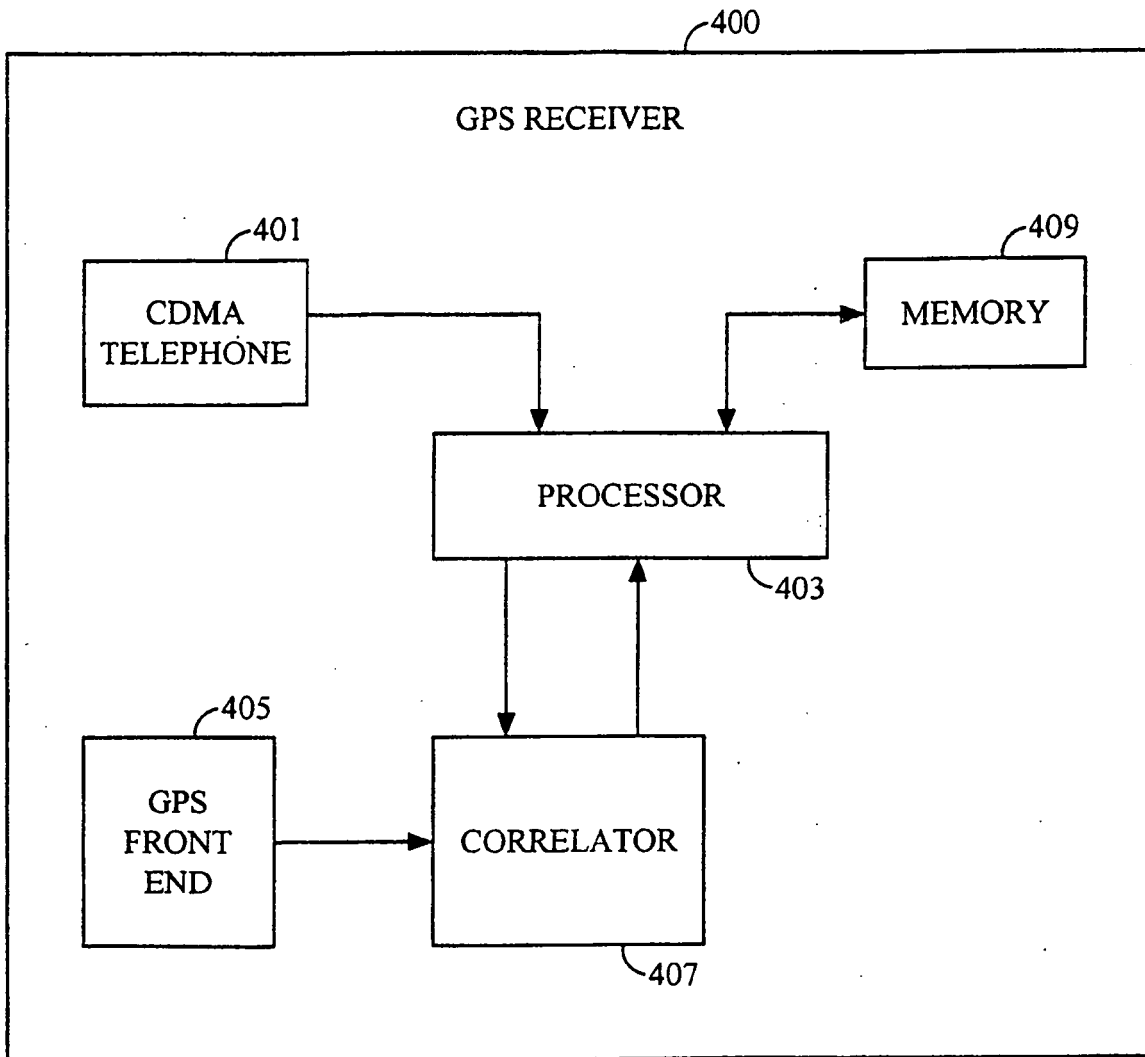 400
GPS RECEIVER
401
CDMA
TELEPHONE
409
MEMORY
PROCESSOR
403
405
GPS
FRONT
END
CORRELATOR
407